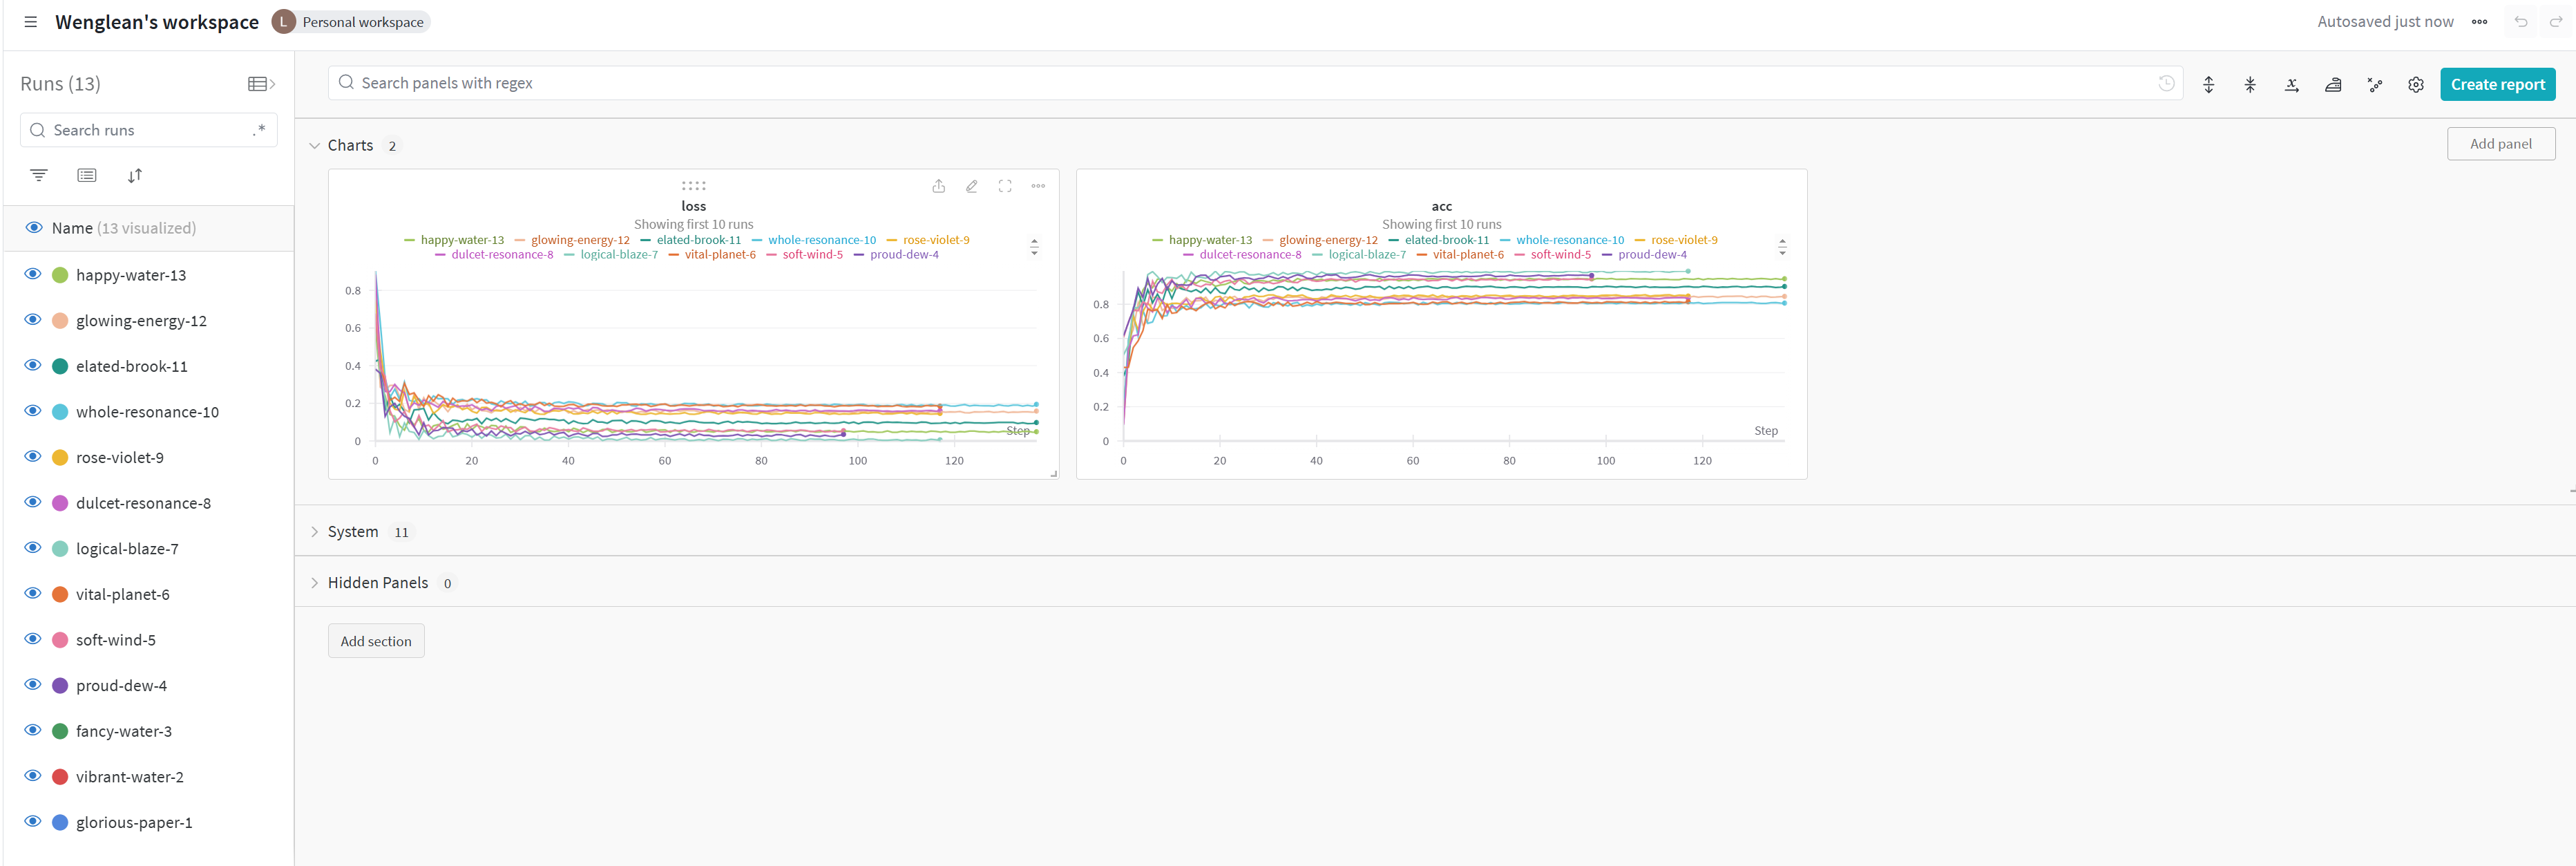 Wenglean's workspace
L Personal workspace
Autosaved just now
Runs (13)
Search runs
.*
Name (13 visualized)
happy-water-13
glowing-energy-12
elated-brook-11
whole-resonance-10
rose-violet-9
dulcet-resonance-8
logical-blaze-7
vital-planet-6
soft-wind-5
proud-dew-4
fancy-water-3
vibrant-water-2
glorious-paper-1
Search panels with regex
Create report
Charts 2
Add panel
loss
Showing first 10 runs
happy-water-13 glowing-energy-12 elated-brook-11 whole-resonance-10 rose-violet-9
dulcet-resonance-8 logical-blaze-7 vital-planet-6 soft-wind-5 proud-dew-4
0.8
0.6
0.4
0.2
0
Step
0 20 40 60 80 100 120
acc
Showing first 10 runs
happy-water-13 glowing-energy-12 elated-brook-11 whole-resonance-10 rose-violet-9
dulcet-resonance-8 logical-blaze-7 vital-planet-6 soft-wind-5 proud-dew-4
0.8
0.6
0.4
0.2
0
Step
0 20 40 60 80 100 120
System 11
Hidden Panels 0
Add section